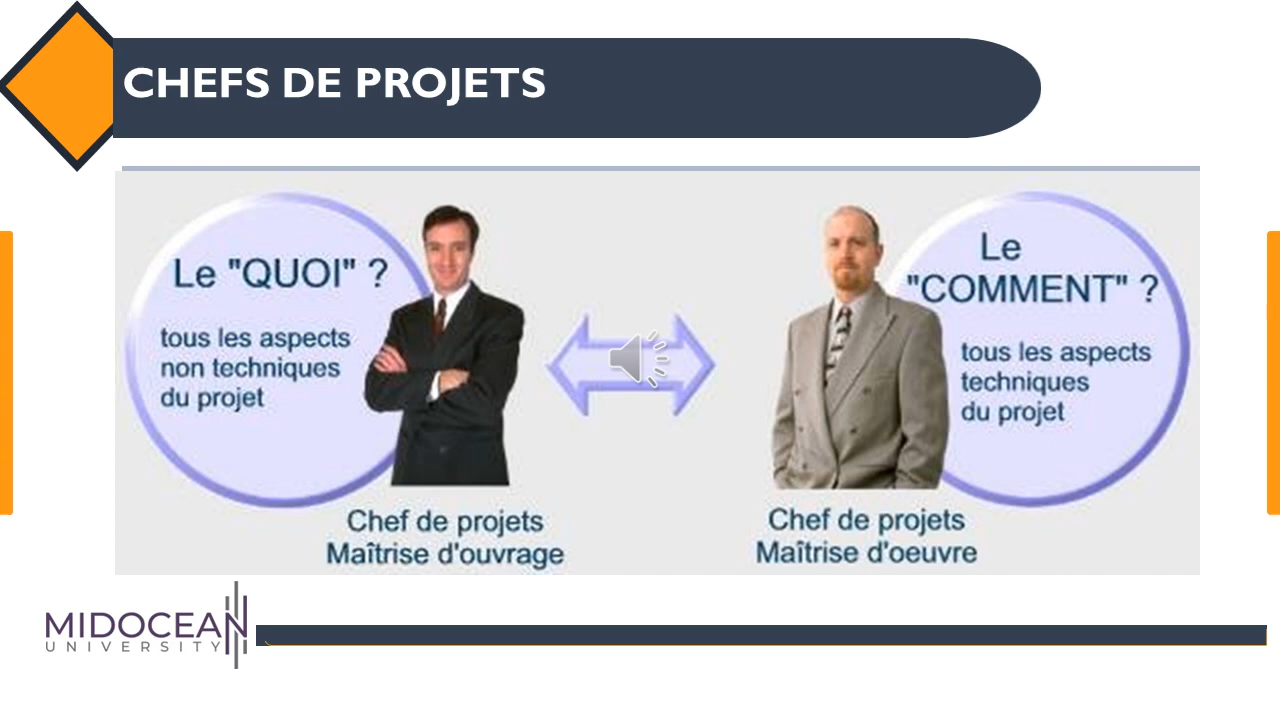 CHEFS DE PROJETS
Le "QUOI" ?
tous les aspects
non techniques
du projet
Chef de projets
Maîtrise d'ouvrage
Le
"COMMENT" ?
tous les aspects
techniques
du projet
Chef de projets
Maîtrise d'oeuvre
MIDOCEAN
UNIVERSITY